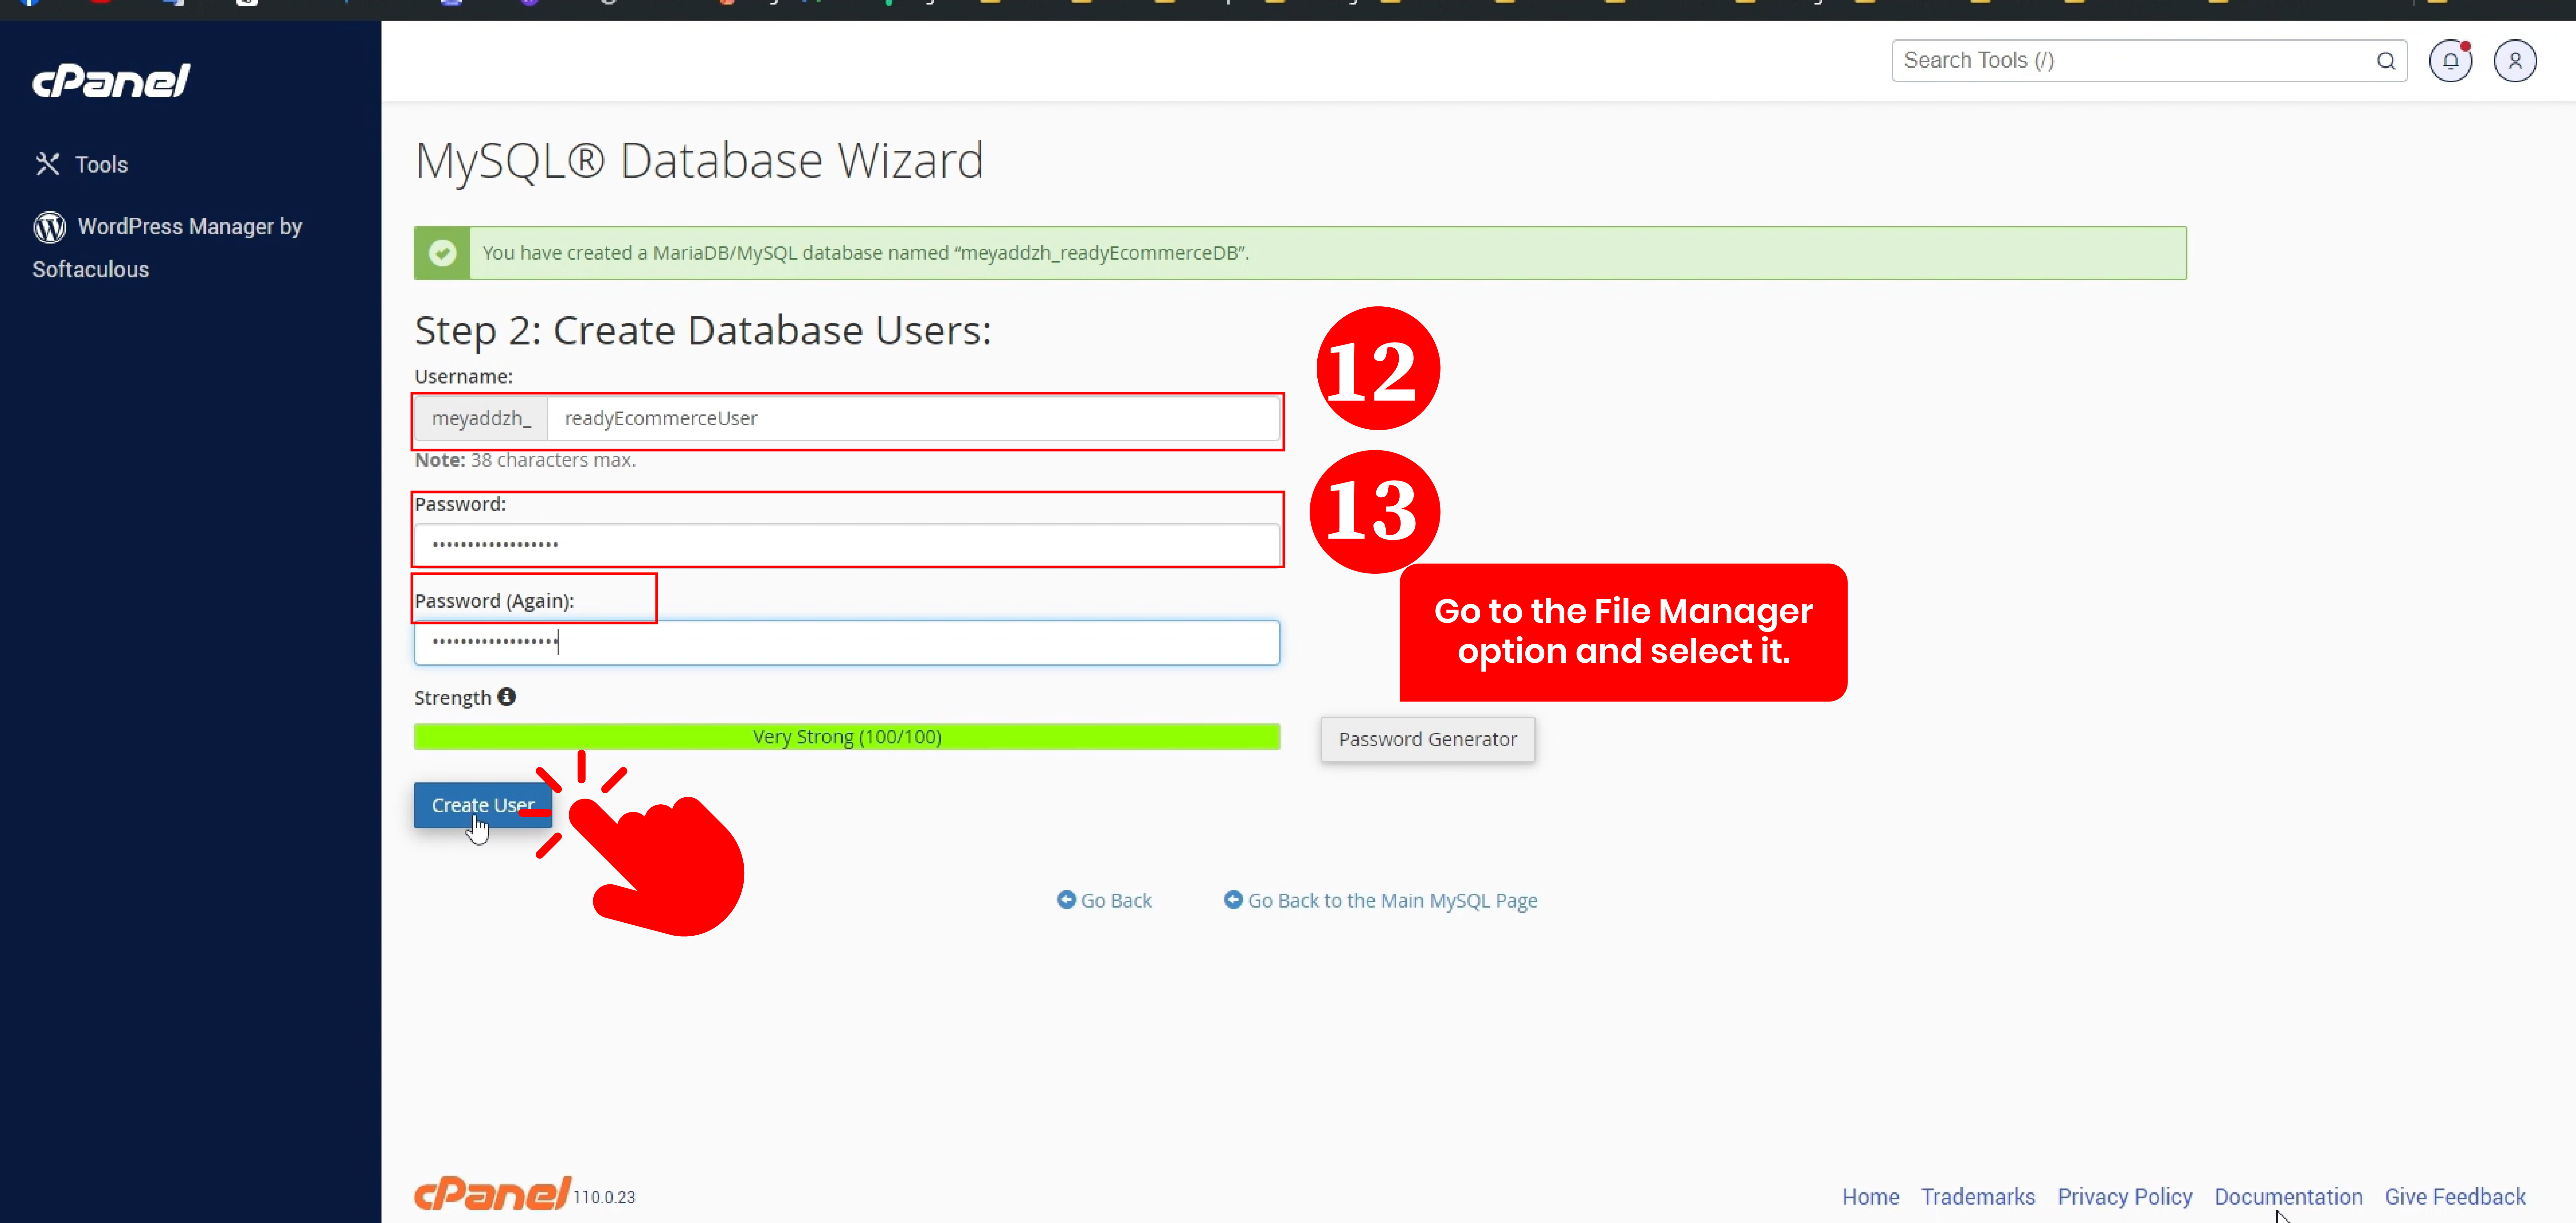 cPanel
Search Tools (/)
Tools
WordPress Manager by
Softaculous
MySQL® Database Wizard
You have created a MariaDB/MySQL database named “meyaddzh_readyEcommerceDB”.
Step 2: Create Database Users:
12
Username:
meyaddzh_ readyEcommerceUser
Note: 38 characters max.
13
Password:
Go to the File Manager
option and select it.
Password (Again):
Strength
Very Strong (100/100)
Password Generator
Create User
Go Back
Go Back to the Main MySQL Page
cPanel 110.0.23
Home Trademarks Privacy Policy Documentation Give Feedback